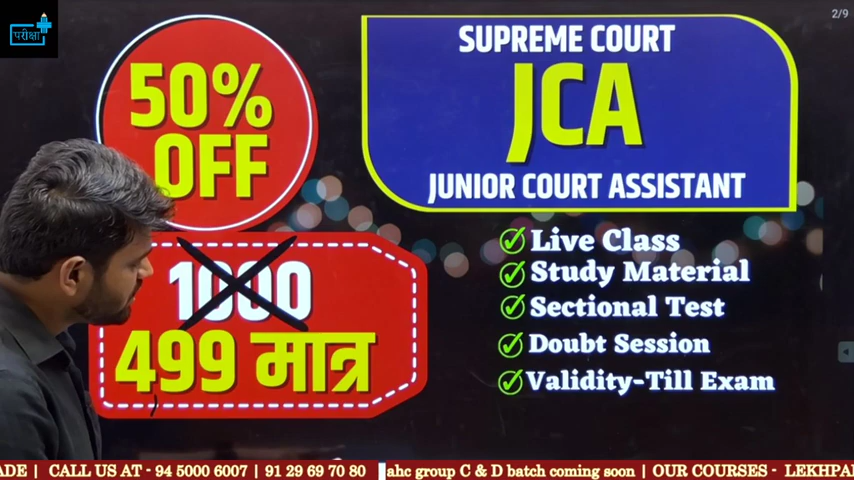 परीक्षा
2/9
50%
OFF
SUPREME COURT
JCA
JUNIOR COURT ASSISTANT
1000
499 मात्र
Live Class
Study Material
Sectional Test
Doubt Session
Validity-Till Exam
ADE | CALL US AT - 94 5000 6007 | 91 29 69 70 80
ahc group C & D batch coming soon | OUR COURSES - LEKHPA